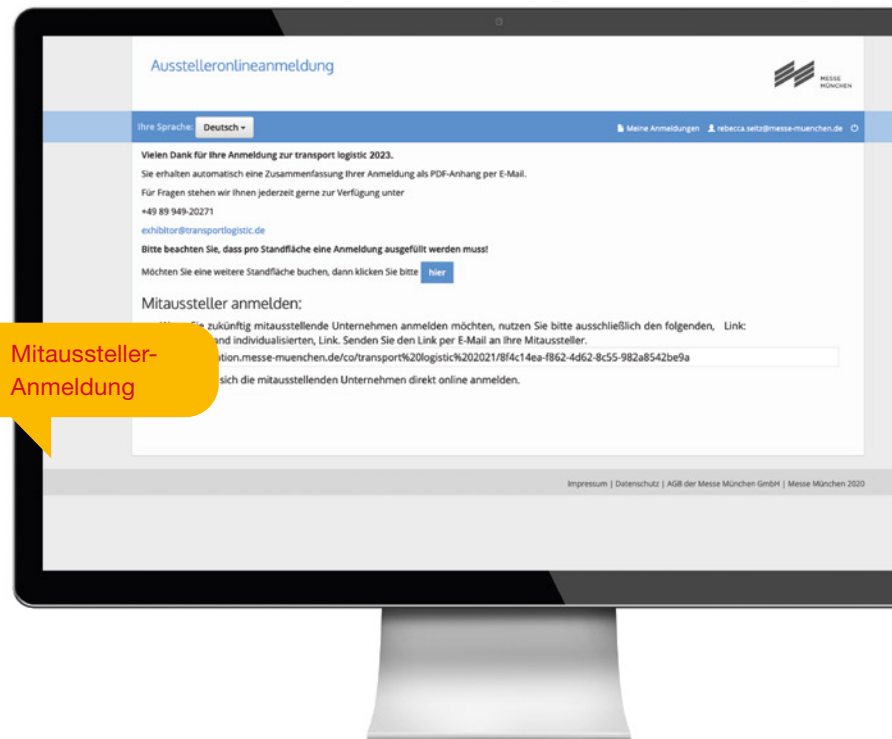 Ausstelleronlineanmeldung
MESSE
MÜNCHEN
Ihre Sprache: Deutsch
Meine Anmeldungen rebecca.seitz@messe-muenchen.de
Vielen Dank für Ihre Anmeldung zur transport logistic 2023.
Sie erhalten automatisch eine Zusammenfassung Ihrer Anmeldung als PDF-Anhang per E-Mail.
Für Fragen stehen wir Ihnen jederzeit gerne zur Verfügung unter
+49 89 949-20271
exhibitor@transportlogistic.de
Bitte beachten Sie, dass pro Standfläche eine Anmeldung ausgefüllt werden muss!
Möchten Sie eine weitere Standfläche buchen, dann klicken Sie bitte hier
Mitaussteller anmelden:
Sie zukünftig mitausstellende Unternehmen anmelden möchten, nutzen Sie bitte ausschließlich den folgenden, Link:
and individualisierten, Link. Senden Sie den Link per E-Mail an Ihre Mitaussteller.
ation.messe-muenchen.de/co/transport%20logistic%202021/8f4c14ea-f862-4d62-8c55-982a8542be9a
sich die mitausstellenden Unternehmen direkt online anmelden.
Mitaussteller-
Anmeldung
Impressum | Datenschutz | AGB der Messe München GmbH | Messe München 2020